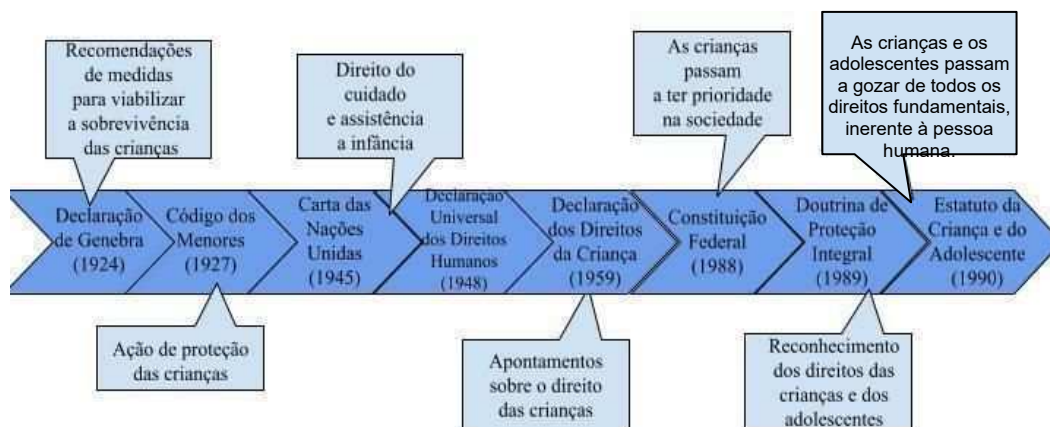 Recomendações
de medidas
para viabilizar
a sobrevivência
das crianças
Direito do
cuidado
e assistência
a infância
As crianças
passam
a ter prioridade
na sociedade
As crianças e os
adolescentes passam
a gozar de todos os
direitos fundamentais,
inerente à pessoa
humana.
Declaração
de Genebra
(1924)
Código dos
Menores
(1927)
Carta das
Nações
Unidas
(1945)
Declaração
Universal
dos Direitos
Humanos
(1948)
Declaração
dos Direitos
da Criança
(1959)
Constituição
Federal
(1988)
Doutrina de
Proteção
Integral
(1989)
Estatuto da
Criança e do
Adolescente
(1990)
Ação de proteção
das crianças
Apontamentos
sobre o direito
das crianças
Reconhecimento
dos direitos das
crianças e dos
adolescentes